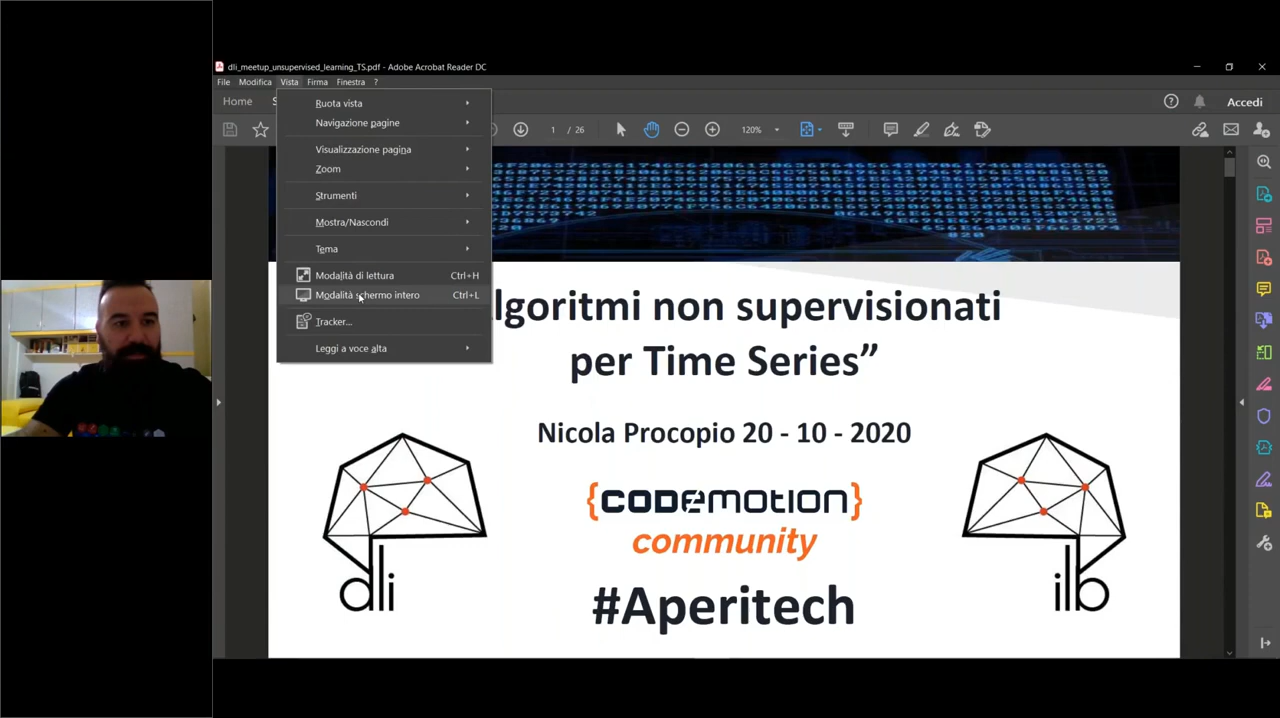 dli_meetup_unsupervised_learning_TS.pdf - Adobe Acrobat Reader DC
File Modifica Vista Firma Finestra ?
Home S
Accedi
1 / 26
120%
Ruota vista
Navigazione pagine
Visualizzazione pagina
Zoom
Strumenti
Mostra/Nascondi
Tema
Modalità di lettura Ctrl+H
Modalità schermo intero Ctrl+L
Tracker...
Leggi a voce alta
lgoritmi non supervisionati
per Time Series”
Nicola Procopio 20 - 10 - 2020
{CODEMOTION}
community
dli
ilb
#Aperitech